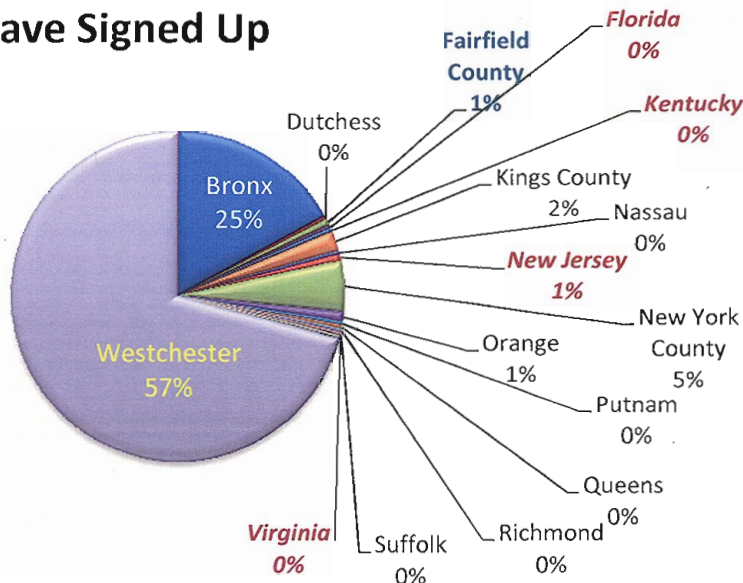 ave Signed Up
Florida
0%
Fairfield
County
1%
Kentucky
0%
Dutchess
0%
Bronx
25%
Kings County
2%
Nassau
0%
New Jersey
1%
New York
County
5%
Orange
1%
Westchester
57%
Putnam
0%
Queens
0%
Richmond
0%
Suffolk
0%
Virginia
0%